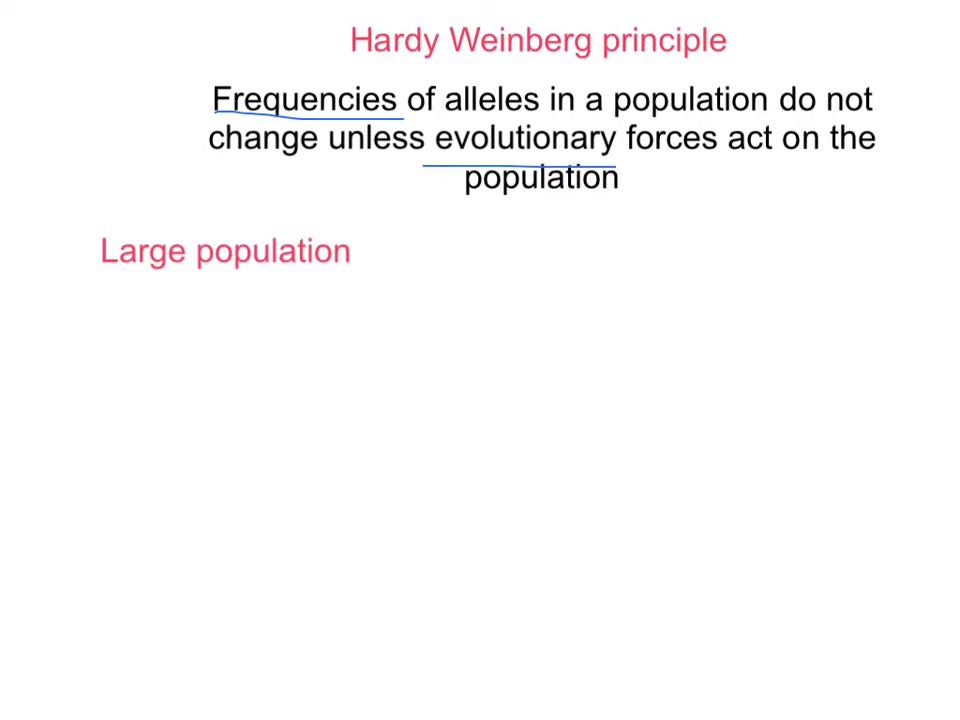 Hardy Weinberg principle
Frequencies of alleles in a population do not
change unless evolutionary forces act on the
population
Large population